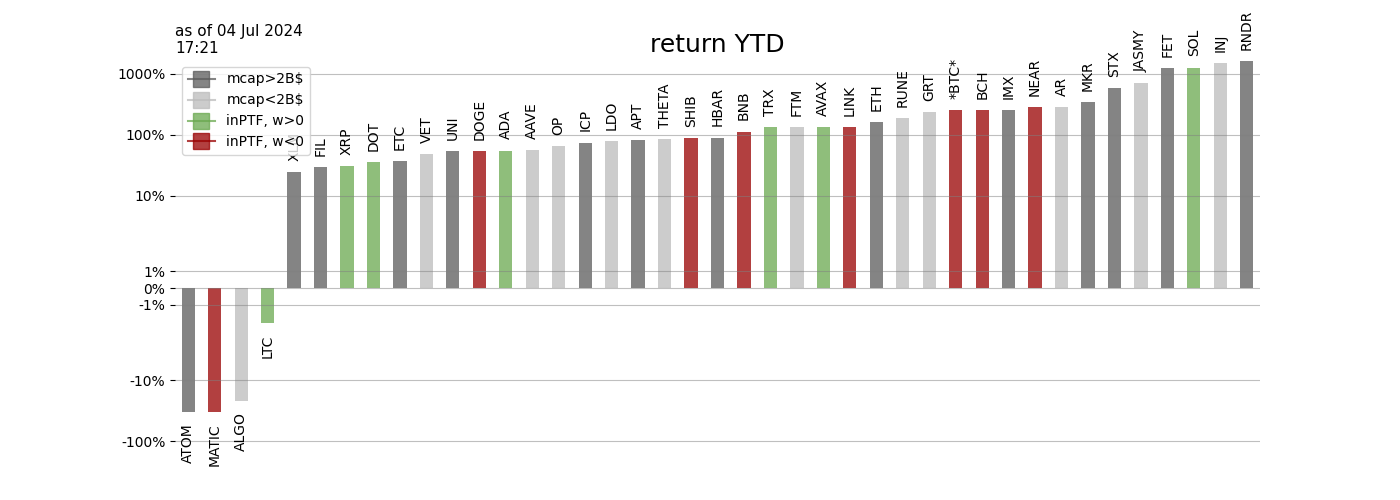 as of 04 Jul 2024
17:21
return YTD
mcap>2B$
mcap<2B$
inPTF, w>0
inPTF, w<0
1000%
100%
10%
1%
0%
-1%
-10%
-100%
ATOM
MATIC
ALGO
LTC
FIL
XRP
DOT
ETC
VET
UNI
DOGE
ADA
AAVE
OP
ICP
LDO
APT
THETA
SHIB
HBAR
BNB
TRX
FTM
AVAX
LINK
ETH
RUNE
GRT
*BTC*
BCH
IMX
NEAR
AR
MKR
STX
JASMY
FET
SOL
INJ
RNDR